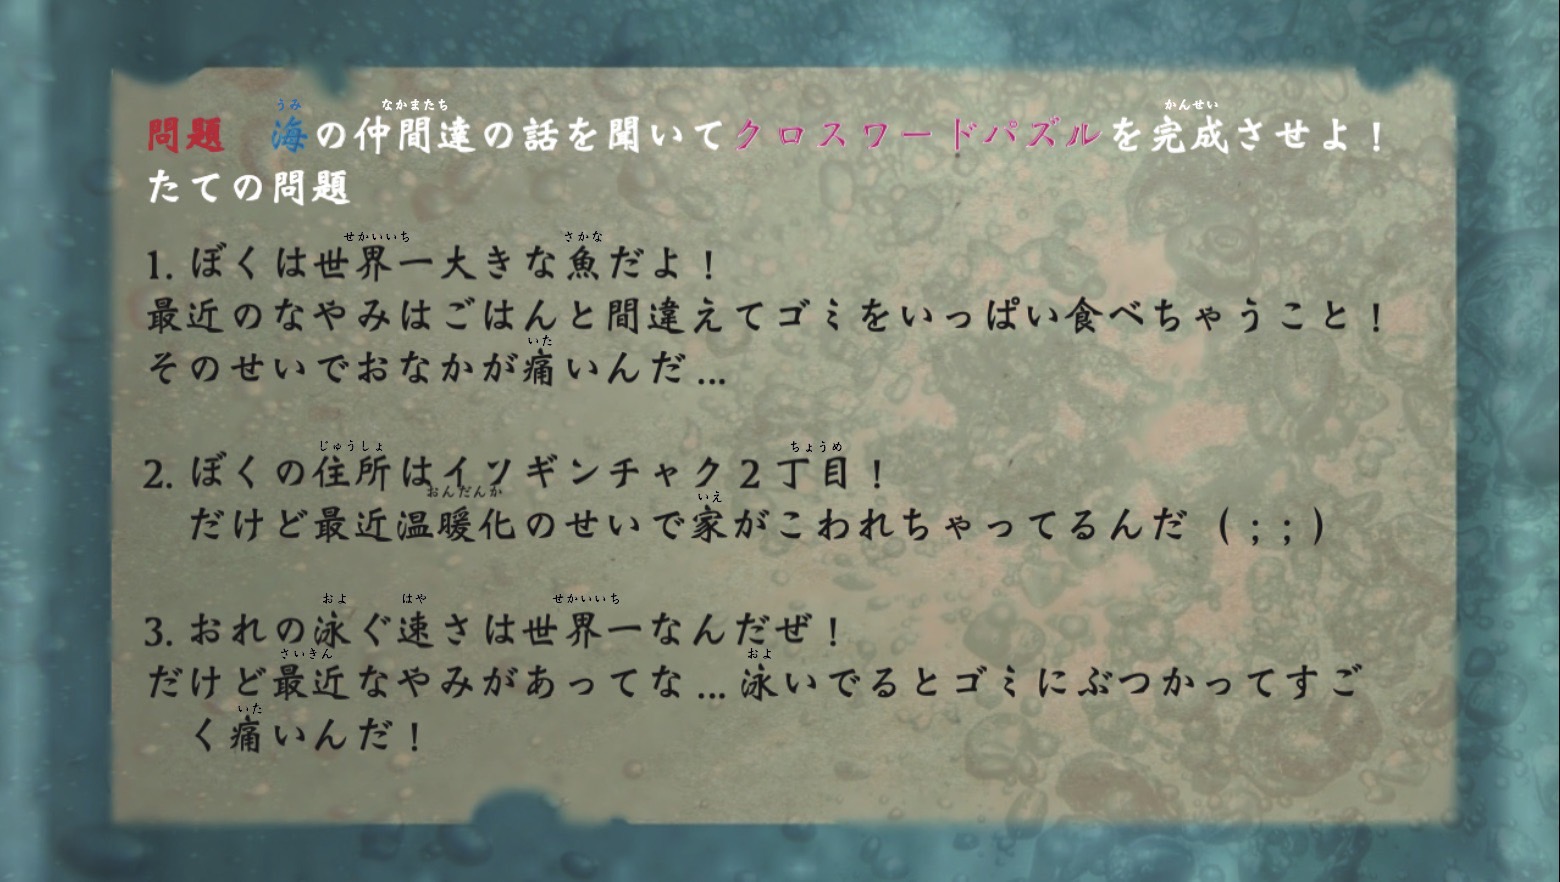 問題　海の仲間達の話を聞いてクロスワードパズルを完成させよ！
たての問題
1. ぼくは世界一大きな魚だよ！
最近のなやみはごはんと間違えてゴミをいっぱい食べちゃうこと！
そのせいでおなかが痛いんだ...
2. ぼくの住所はイソギンチャク２丁目！
だけど最近温暖化のせいで家がこわれちゃってるんだ（；；）
3. おれの泳ぐ速さは世界一なんだぜ！
だけど最近なやみがあってな...泳いでるとゴミにぶつかってすご
く痛いんだ！